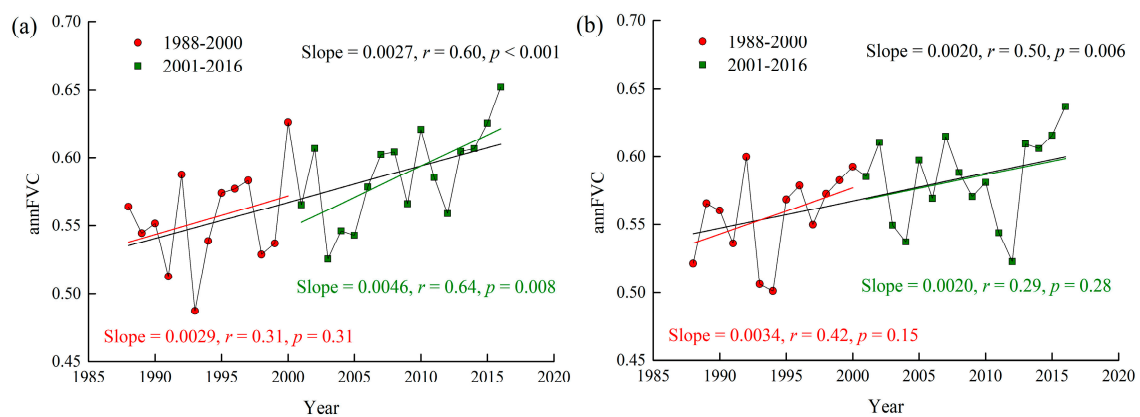 (a)
0.70
0.65
0.60
0.55
0.50
0.45
annFVC
1988-2000
2001-2016
Slope = 0.0027, r = 0.60, p < 0.001
Slope = 0.0046, r = 0.64, p = 0.008
Slope = 0.0029, r = 0.31, p = 0.31
1985 1990 1995 2000 2005 2010 2015 2020
Year
(b)
0.70
0.65
0.60
0.55
0.50
0.45
annFVC
1988-2000
2001-2016
Slope = 0.0020, r = 0.50, p = 0.006
Slope = 0.0020, r = 0.29, p = 0.28
Slope = 0.0034, r = 0.42, p = 0.15
1985 1990 1995 2000 2005 2010 2015 2020
Year